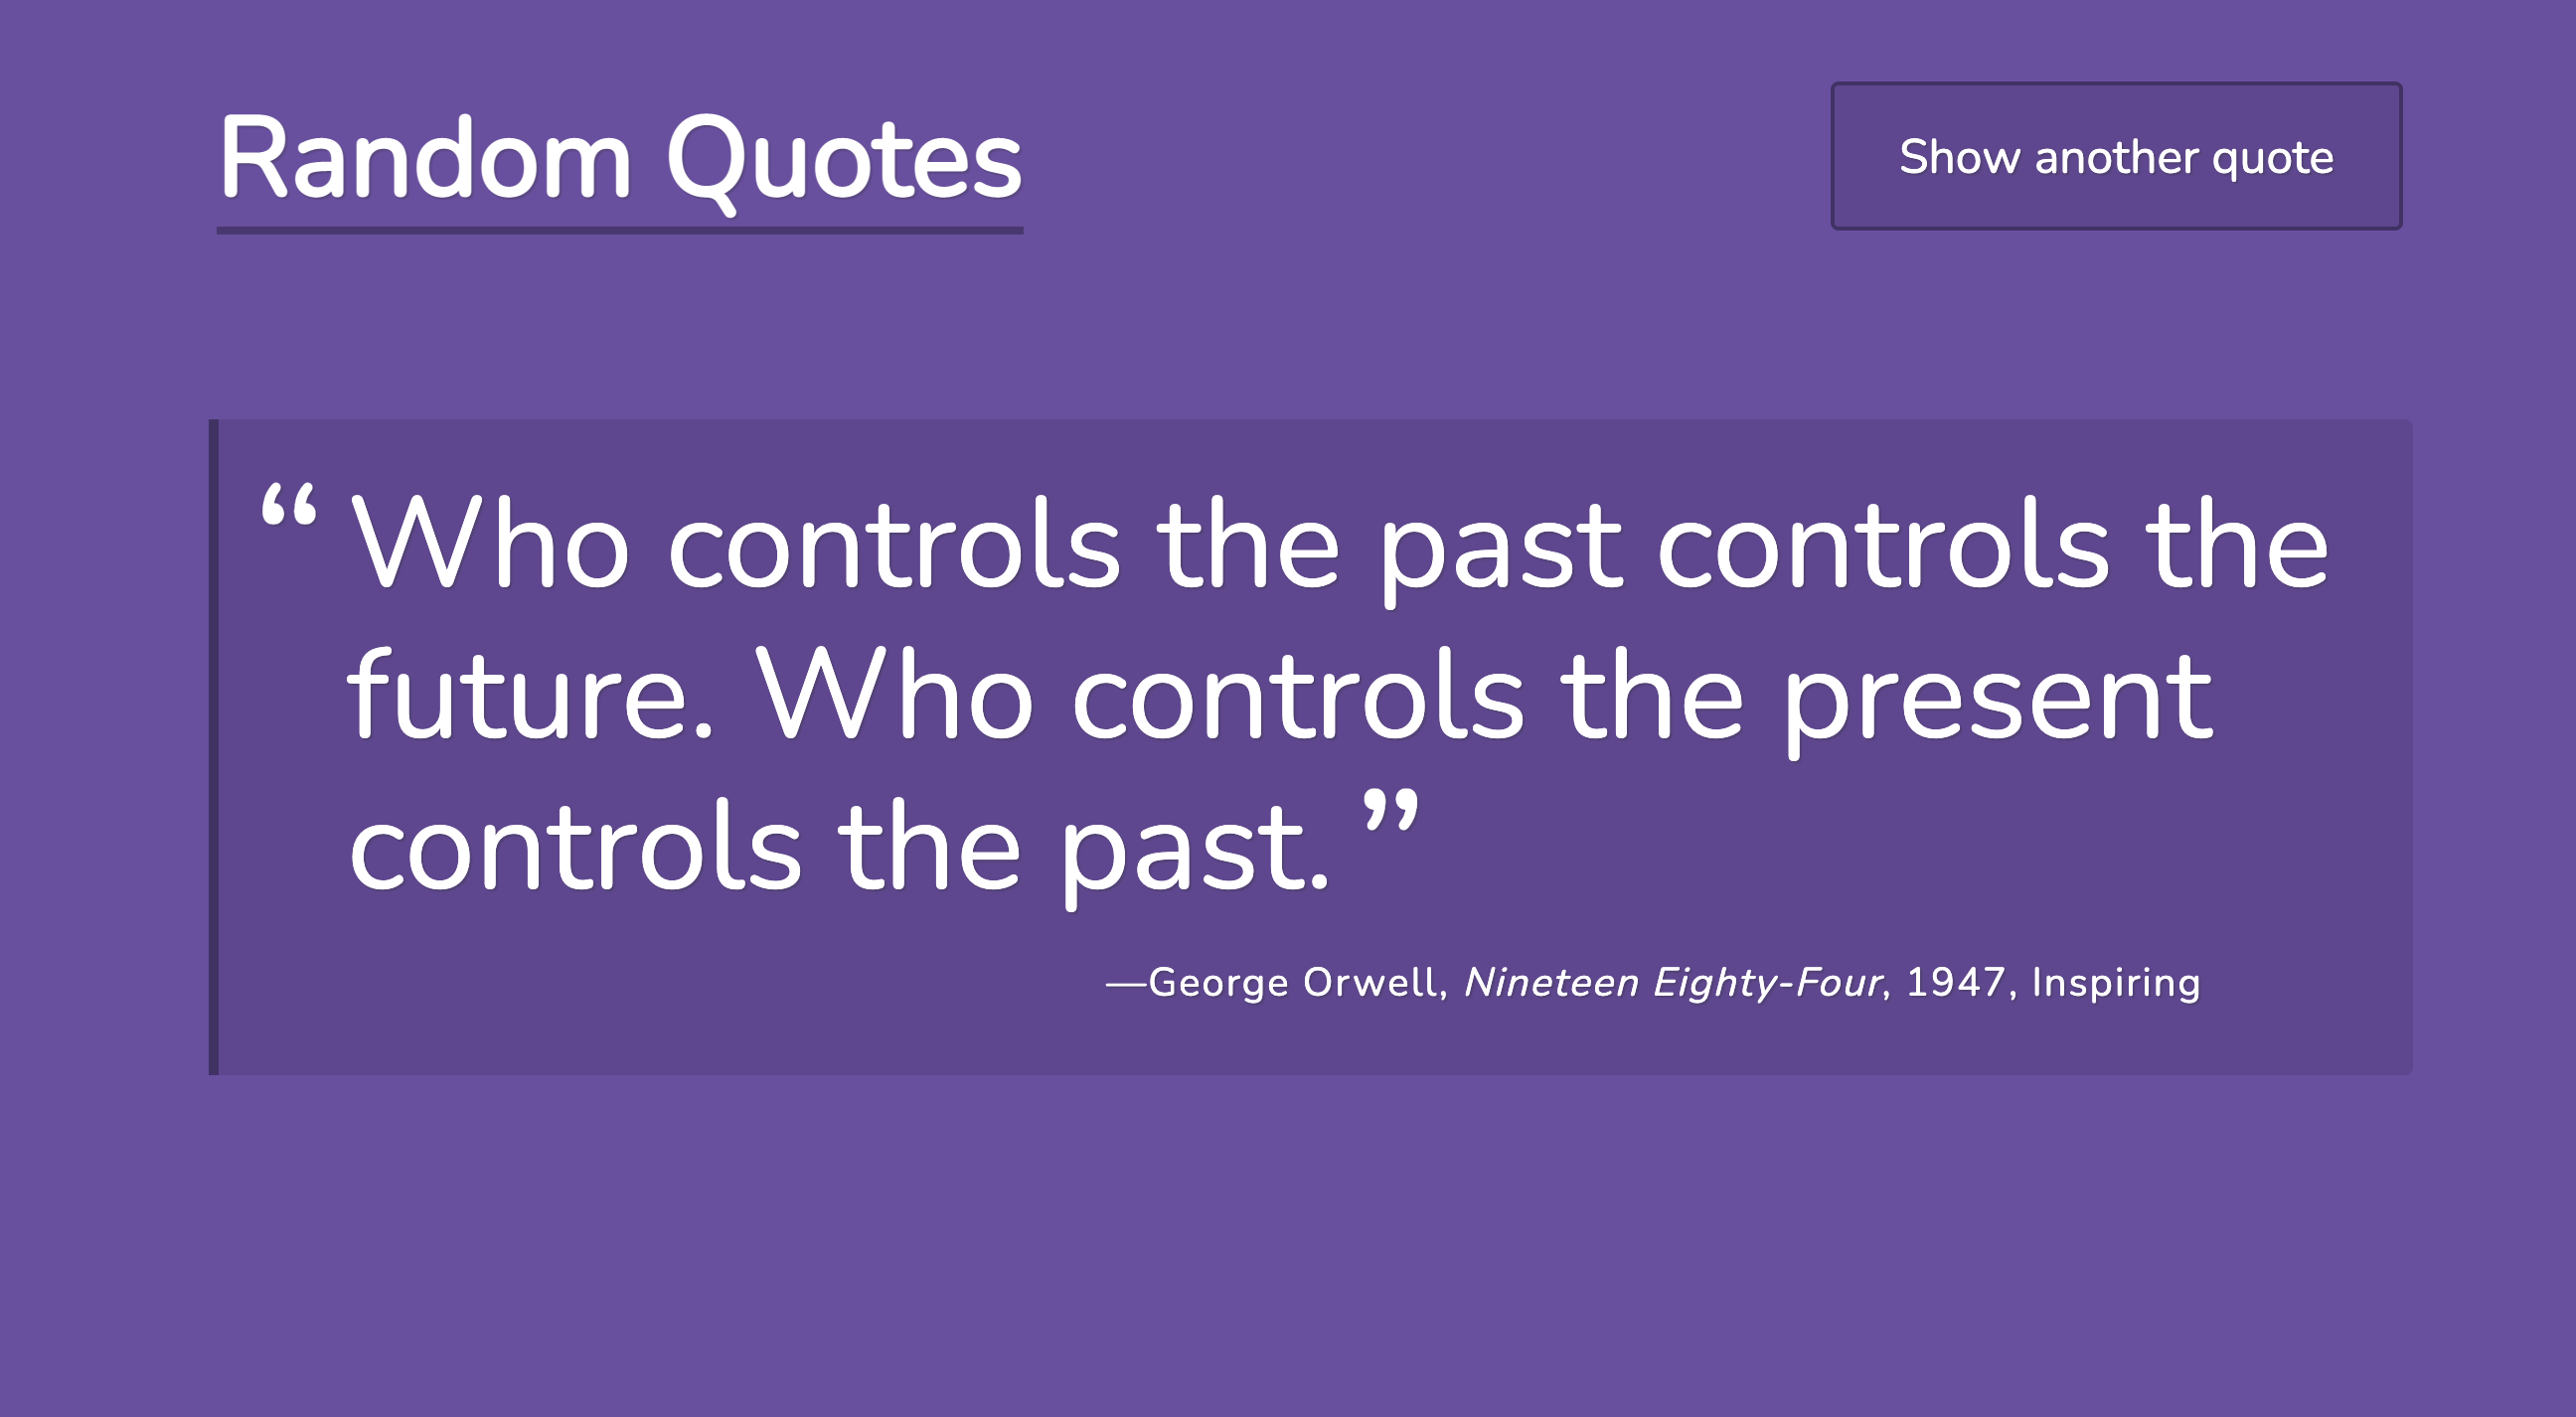 Random Quotes
Show another quote
“Who controls the past controls the
future. Who controls the present
controls the past.”
—George Orwell, Nineteen Eighty-Four, 1947, Inspiring